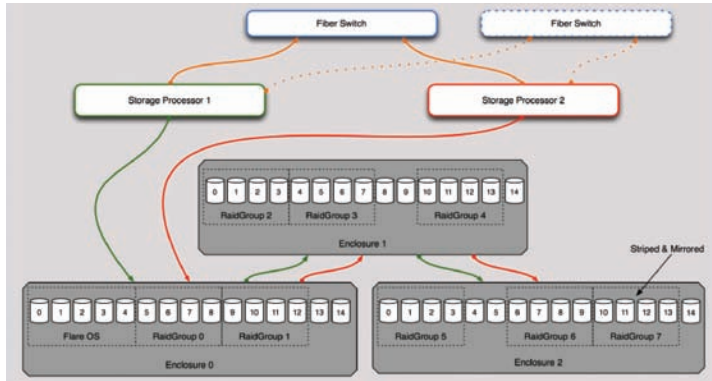 Fiber Switch
Fiber Switch
Storage Processor 1
Storage Processor 2
0 1 2 3 4 5 6 7 8 9 10 11 12 13 14
RaidGroup 2 RaidGroup 3 RaidGroup 4
Enclosure 1
Striped & Mirrored
0 1 2 3 4 5 6 7 8 9 10 11 12 13 14
Flare OS RaidGroup 0 RaidGroup 1
Enclosure 0
0 1 2 3 4 5 6 7 8 9 10 11 12 13 14
RaidGroup 5 RaidGroup 6 RaidGroup 7
Enclosure 2